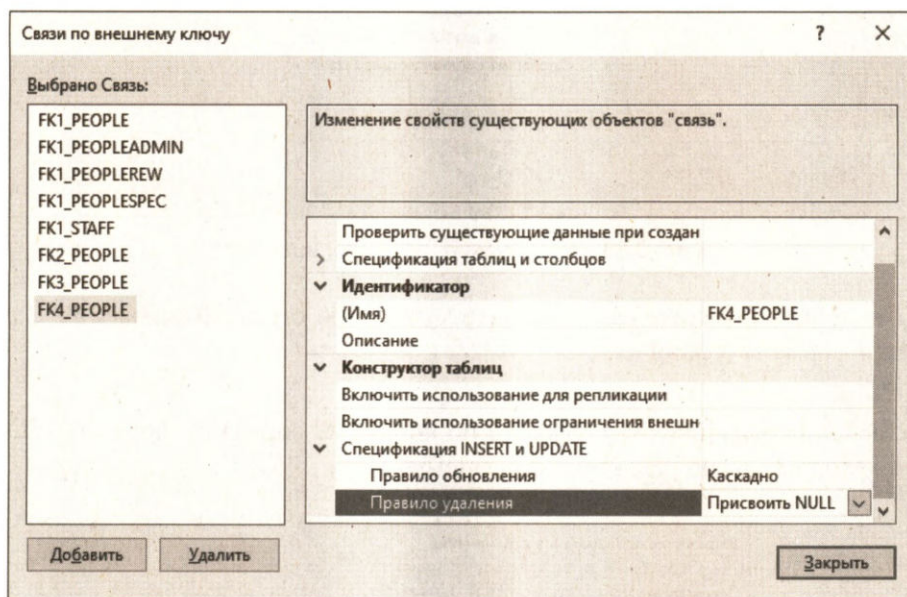 Связи по внешнему ключу
?
Выбрано Связь:
FK1_PEOPLE
FK1_PEOPLEADMIN
FK1_PEOPLEREW
FK1_PEOPLESPEC
FK1_STAFF
FK2_PEOPLE
FK3_PEOPLE
FK4_PEOPLE
Добавить Удалить
Изменение свойств существующих объектов "связь".
Проверить существующие данные при создан
Спецификация таблиц и столбцов
Идентификатор
(Имя) FK4_PEOPLE
Описание
Конструктор таблиц
Включить использование для репликации
Включить использование ограничения внешн
Спецификация INSERT и UPDATE
Правило обновления Каскадно
Правило удаления Присвоить NULL
Закрыть